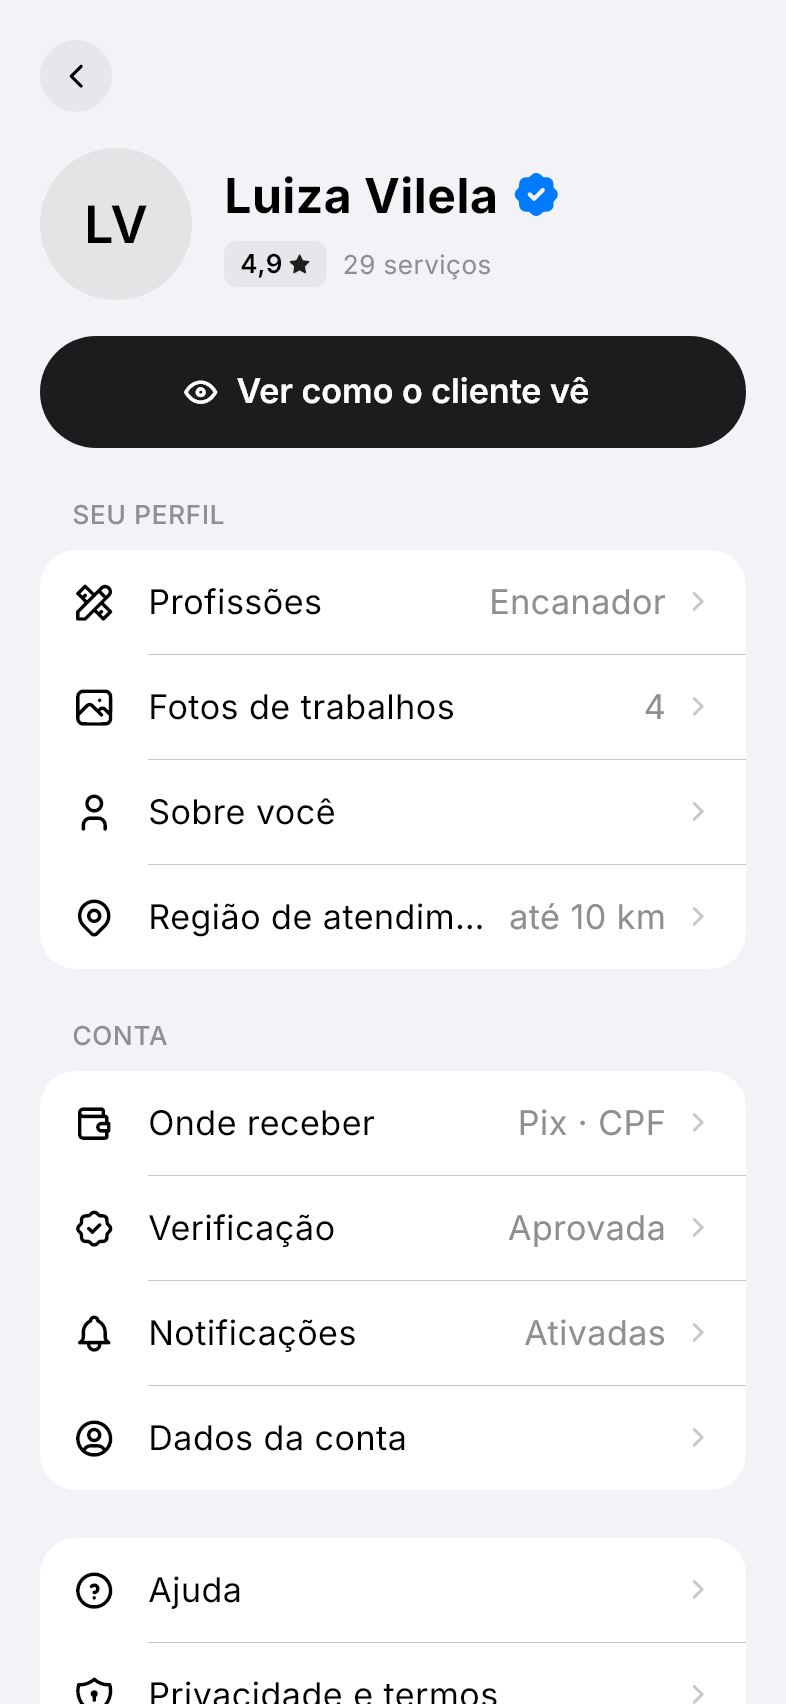 LV
Luiza Vilela
4,9 ★ 29 serviços
Ver como o cliente vê
SEU PERFIL
Profissões Encanador
Fotos de trabalhos 4
Sobre você
Região de atendim... até 10 km
CONTA
Onde receber Pix · CPF
Verificação Aprovada
Notificações Ativadas
Dados da conta
Ajuda
Privacidade e termos